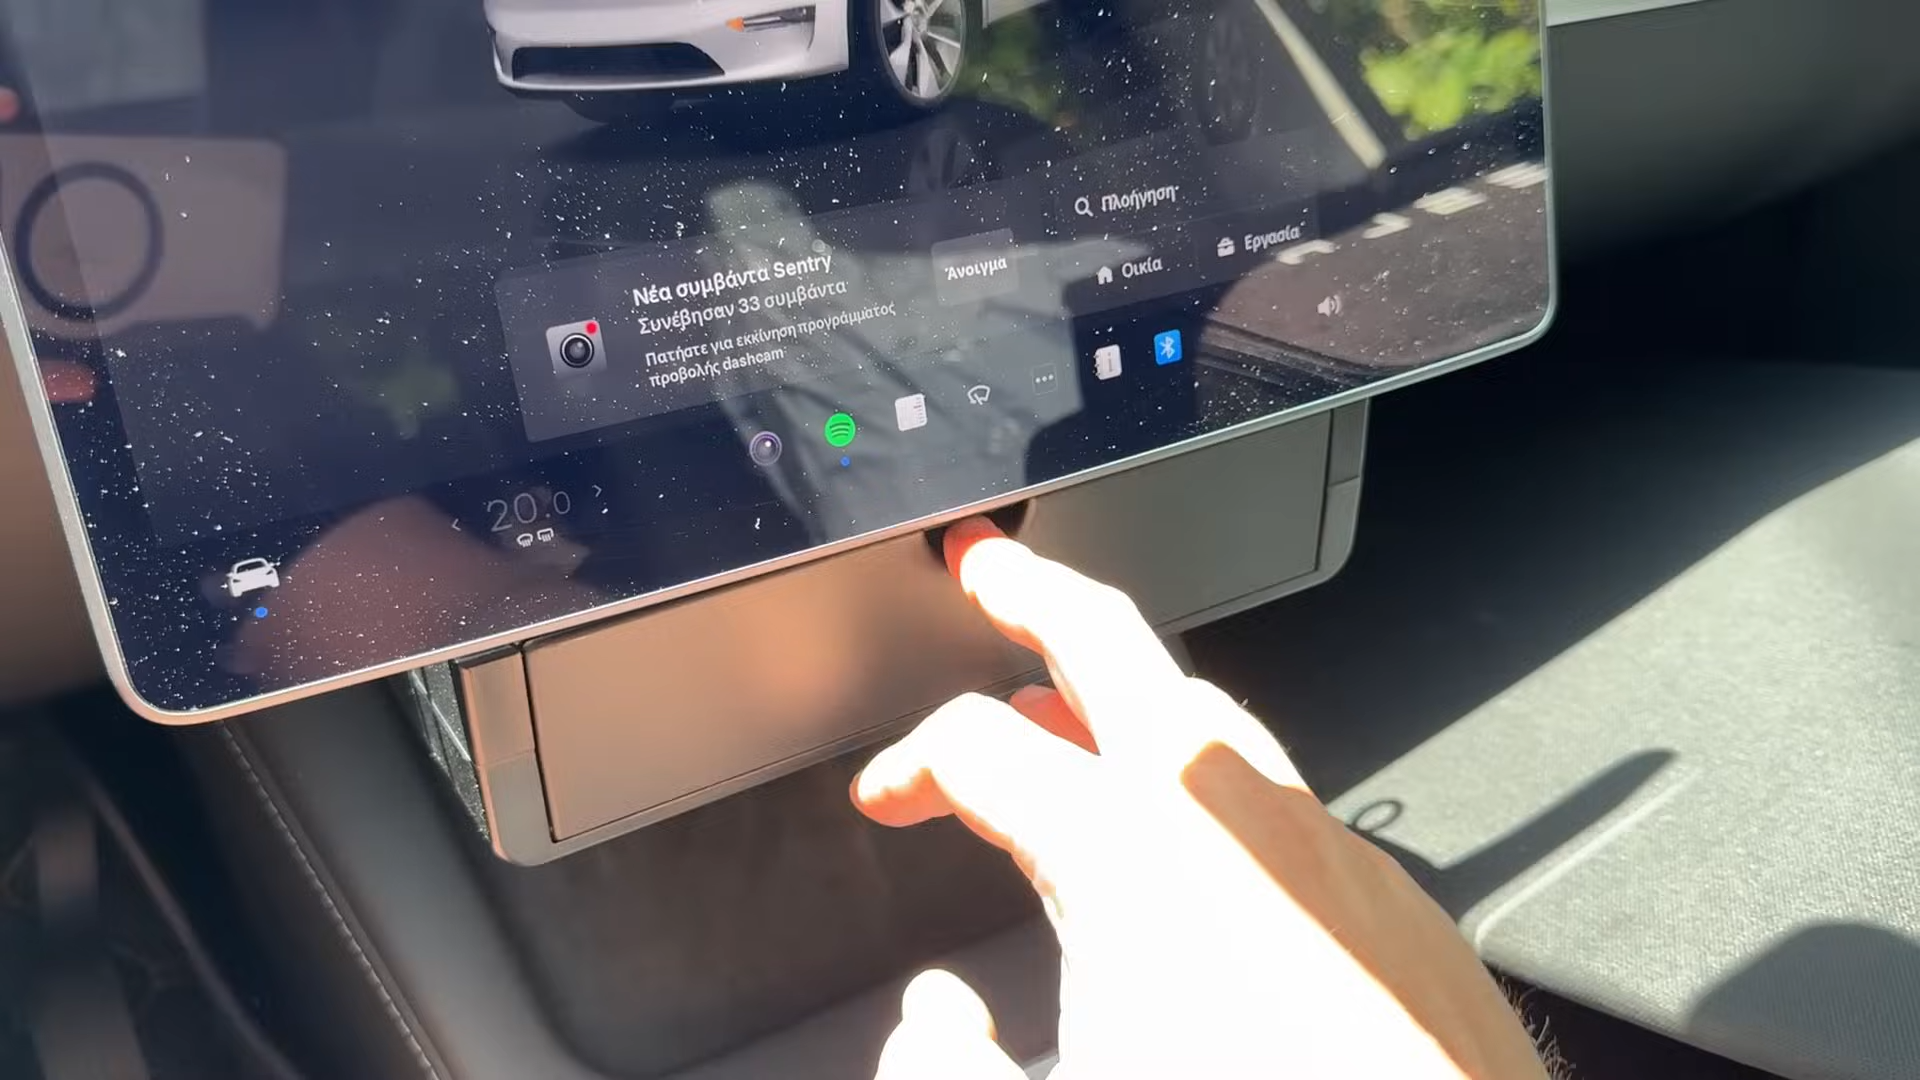 Πλοήγηση
Οικία
Εργασία
Νέα συμβάντα Sentry
Συνέβησαν 33 συμβάντα
Πατήστε για εκκίνηση προγράμματος
προβολής dashcam
Άνοιγμα
20.0